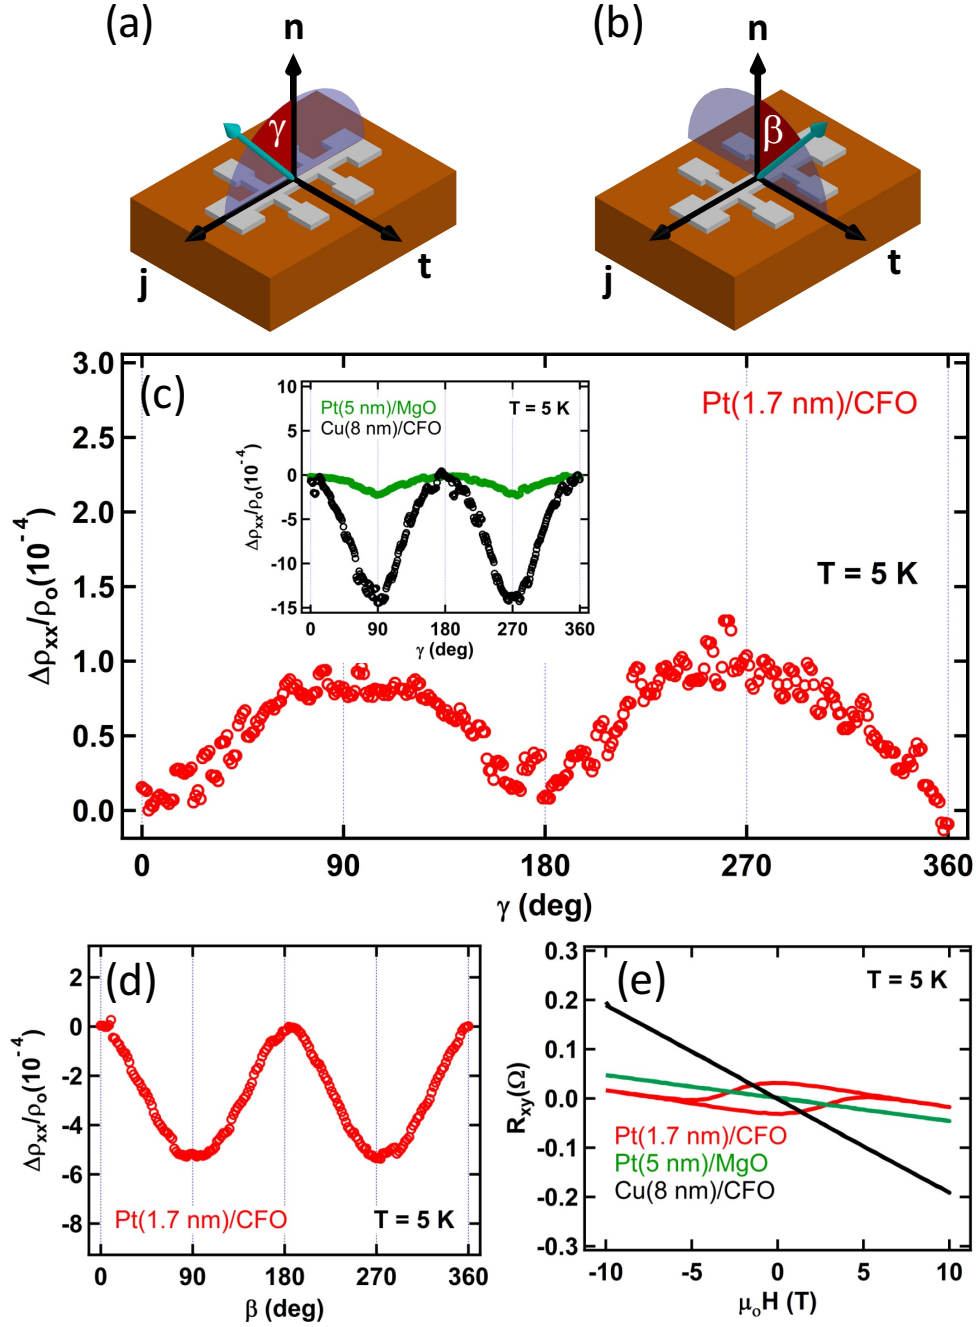 (a)
n
γ
j
t
(b)
n
β
j
t
(c)
Δρxx/ρo(10⁻⁴)
3.0
2.5
2.0
1.5
1.0
0.5
0.0
0 90 180 270 360
γ (deg)
Pt(1.7 nm)/CFO
T = 5 K
Δρxx/ρo(10⁻⁴)
10
5
0
-5
-10
-15
Pt(5 nm)/MgO
Cu(8 nm)/CFO
T = 5 K
0 90 180 270 360
γ (deg)
(d)
Δρxx/ρo(10⁻⁴)
2
0
-2
-4
-6
-8
Pt(1.7 nm)/CFO
T = 5 K
0 90 180 270 360
β (deg)
(e)
T = 5 K
Rxy(Ω)
0.3
0.2
0.1
0.0
-0.1
-0.2
-0.3
Pt(1.7 nm)/CFO
Pt(5 nm)/MgO
Cu(8 nm)/CFO
-10 -5 0 5 10
μoH (T)